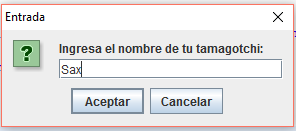 Entrada
?
Ingresa el nombre de tu tamagotchi:
Sax
Aceptar
Cancelar